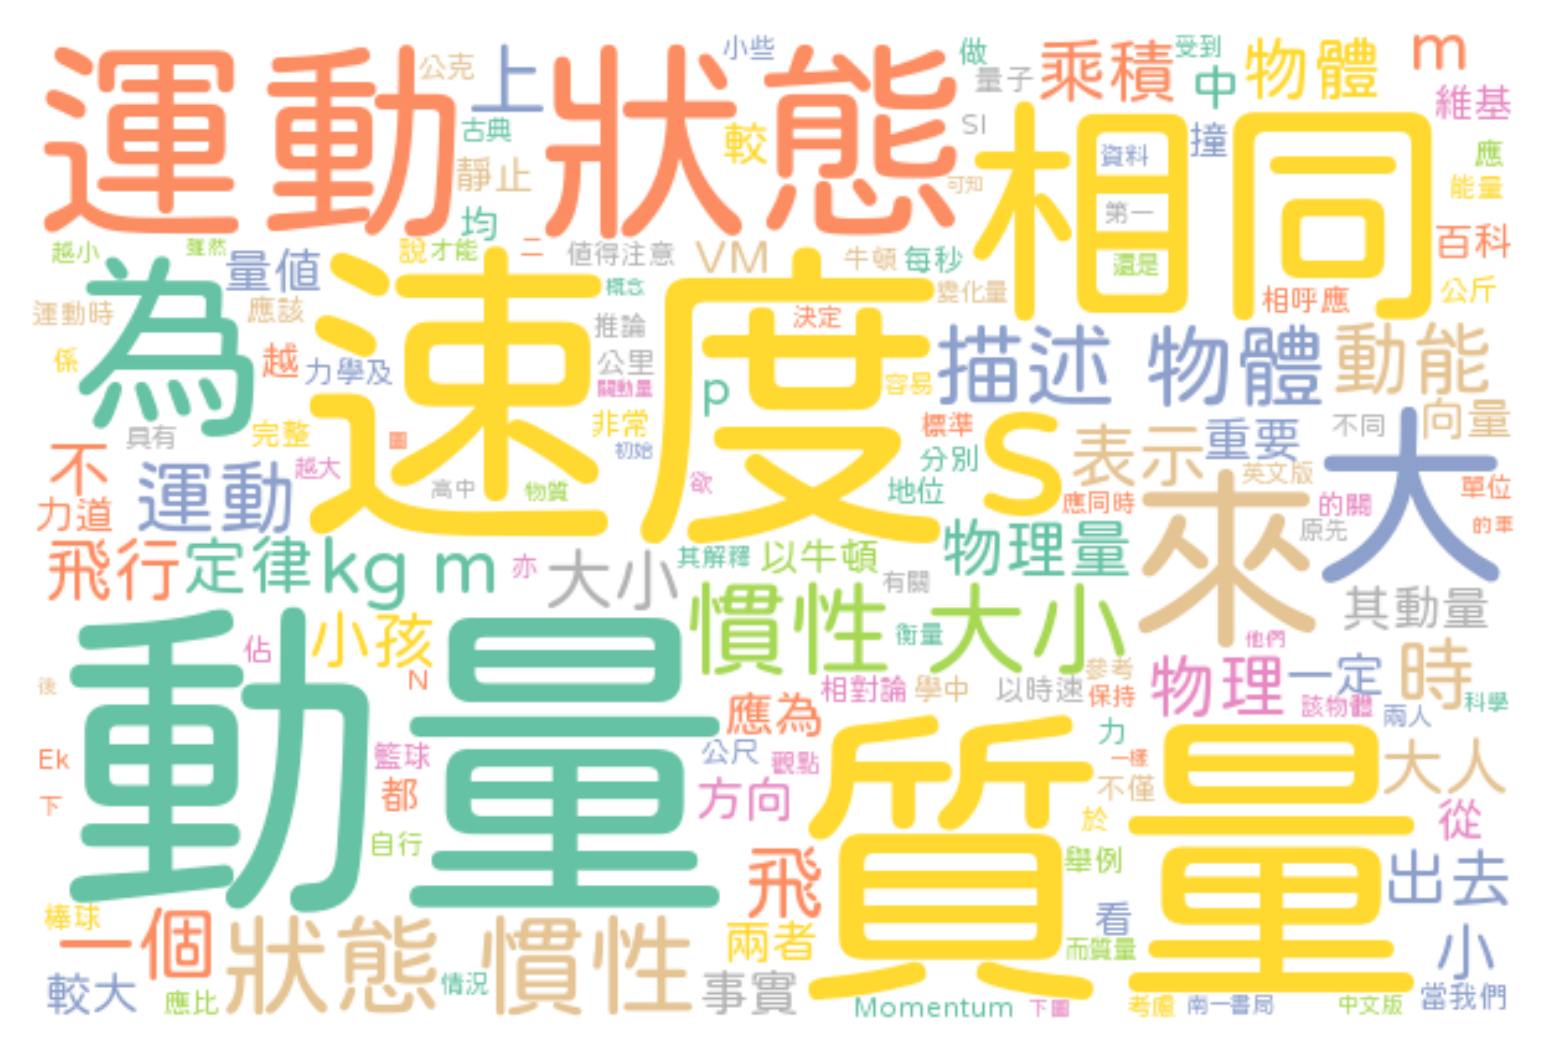 運動狀態
公克
上
小些
做
受到
量子
乘積
中
物體
m
維基
古典
靜止
較
SI
相同
資料
撞
應
能量
均
可知
第一
越小
雖然
量值
說
才能
二
值得注意
VM
牛頓
每秒
還是
百科
為
速度
概念
變化量
相呼應
公斤
運動時
應該
推論
決定
描述
物體
動能
係
越
力學及
公里
關動量
p
容易
具有
完整
非常
標準
s
表示
重要
不同
向量
大
不
圖
初始
分別
英文版
運動
越大
高中
物質
欲
地位
應同時
來
的關
單位
力道
原先
的車
飛行
定律
kg m
亦
大小
其解釋
以牛頓
物理量
有關
慣性
大小
其動量
動量
佔
小孩
衡量
他們
時
N
參考
物理
一定
後
相對論
學中
以時速
保持
該物體
科學
應為
兩人
質量
力
Ek
籃球
公尺
觀點
一樣
大人
下
都
方向
不僅
從
於
自行
飛
舉例
出去
棒球
一個
狀態
慣性
兩者
看
而質量
小
較大
應比
情況
事實
Momentum
下圖
考慮
南一書局
中文版
當我們